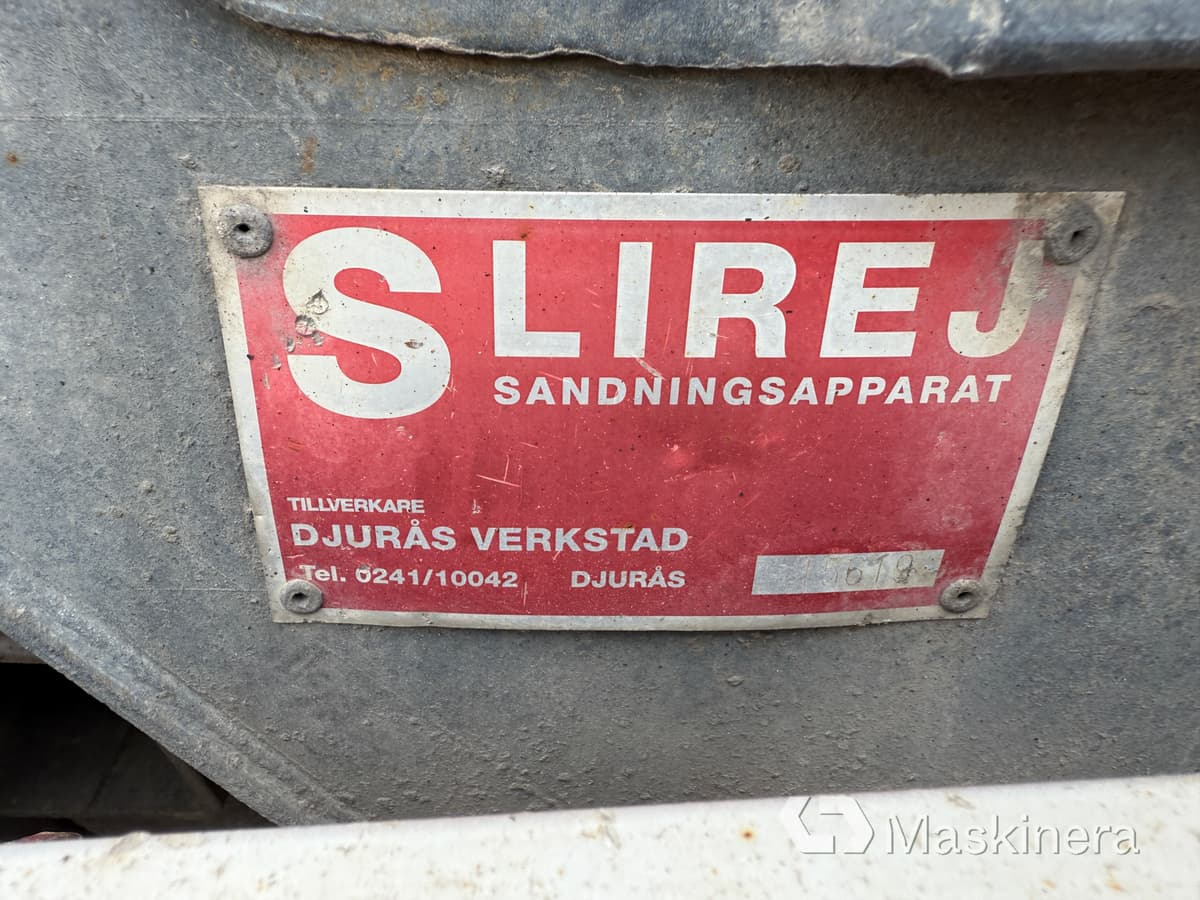 SLIREJ
SANDNINGSAPPARAT
TILLVERKARE
DJURÅS VERKSTAD
Tel. 0241/10042 DJURÅS
Maskinera